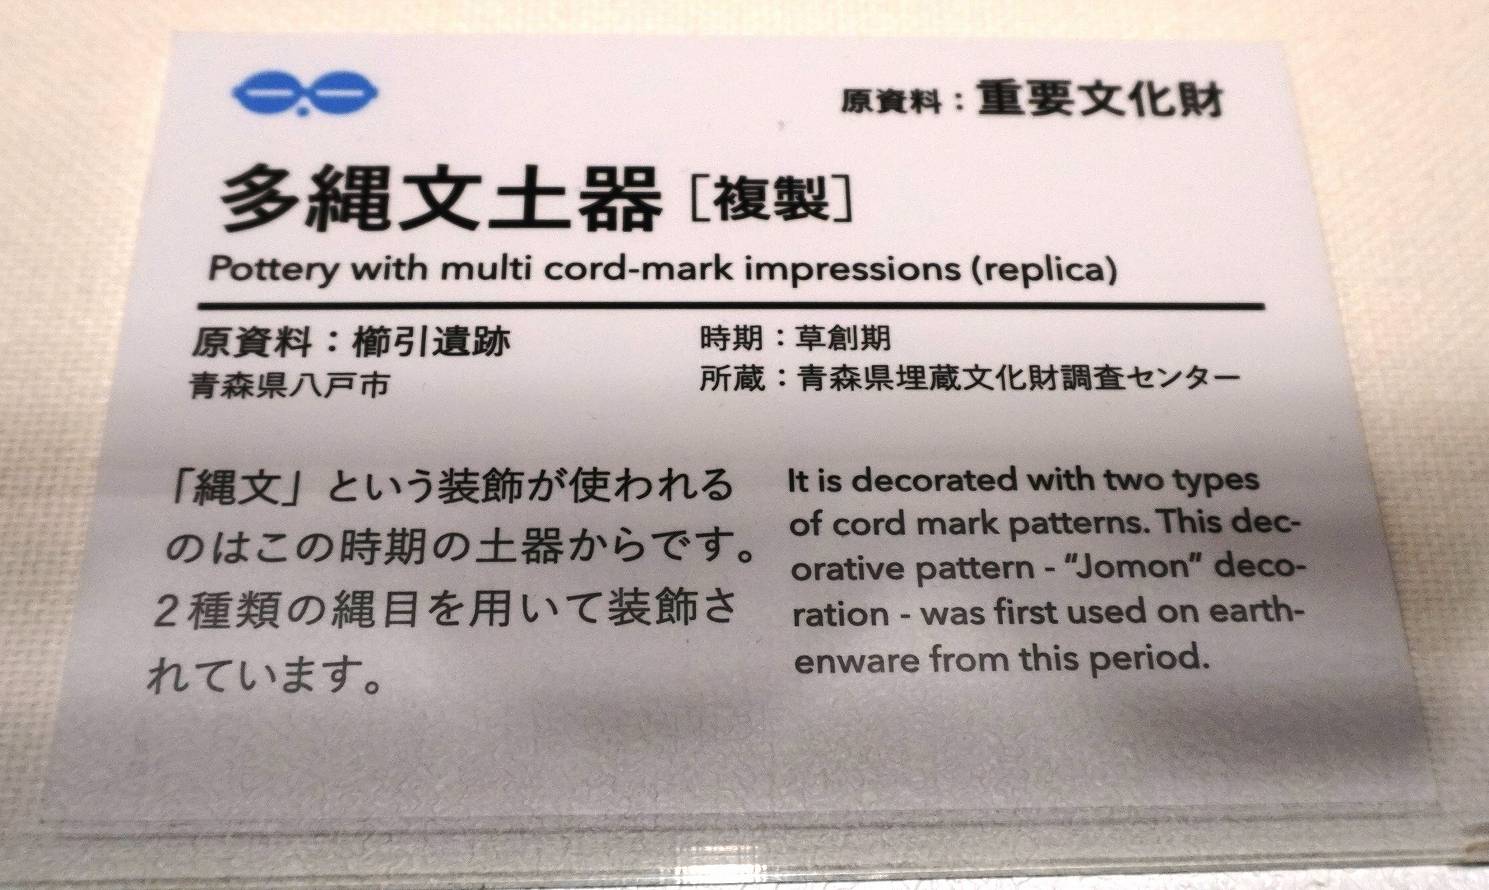 原資料：重要文化財
多縄文土器［複製］
Pottery with multi cord-mark impressions (replica)
原資料：櫛引遺跡
青森県八戸市
時期：草創期
所蔵：青森県埋蔵文化財調査センター
「縄文」という装飾が使われる
のはこの時期の土器からです。
2種類の縄目を用いて装飾さ
れています。
It is decorated with two types
of cord mark patterns. This dec-
orative pattern - “Jomon” deco-
ration - was first used on earth-
enware from this period.